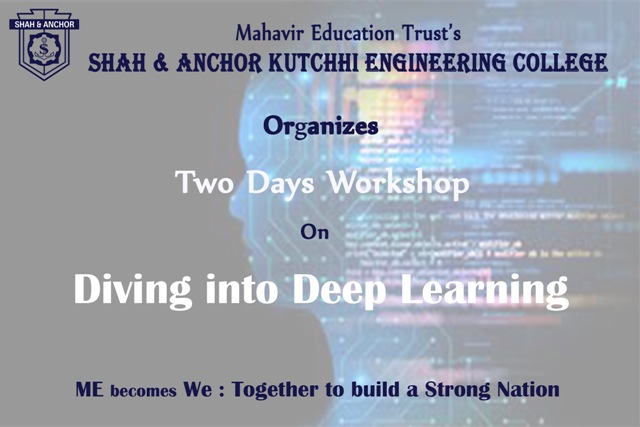 SHAH & ANCHOR
Mahavir Education Trust's
SHAH & ANCHOR KUTCHHI ENGINEERING COLLEGE
Organizes
Two Days Workshop
On
Diving into Deep Learning
ME becomes We : Together to build a Strong Nation